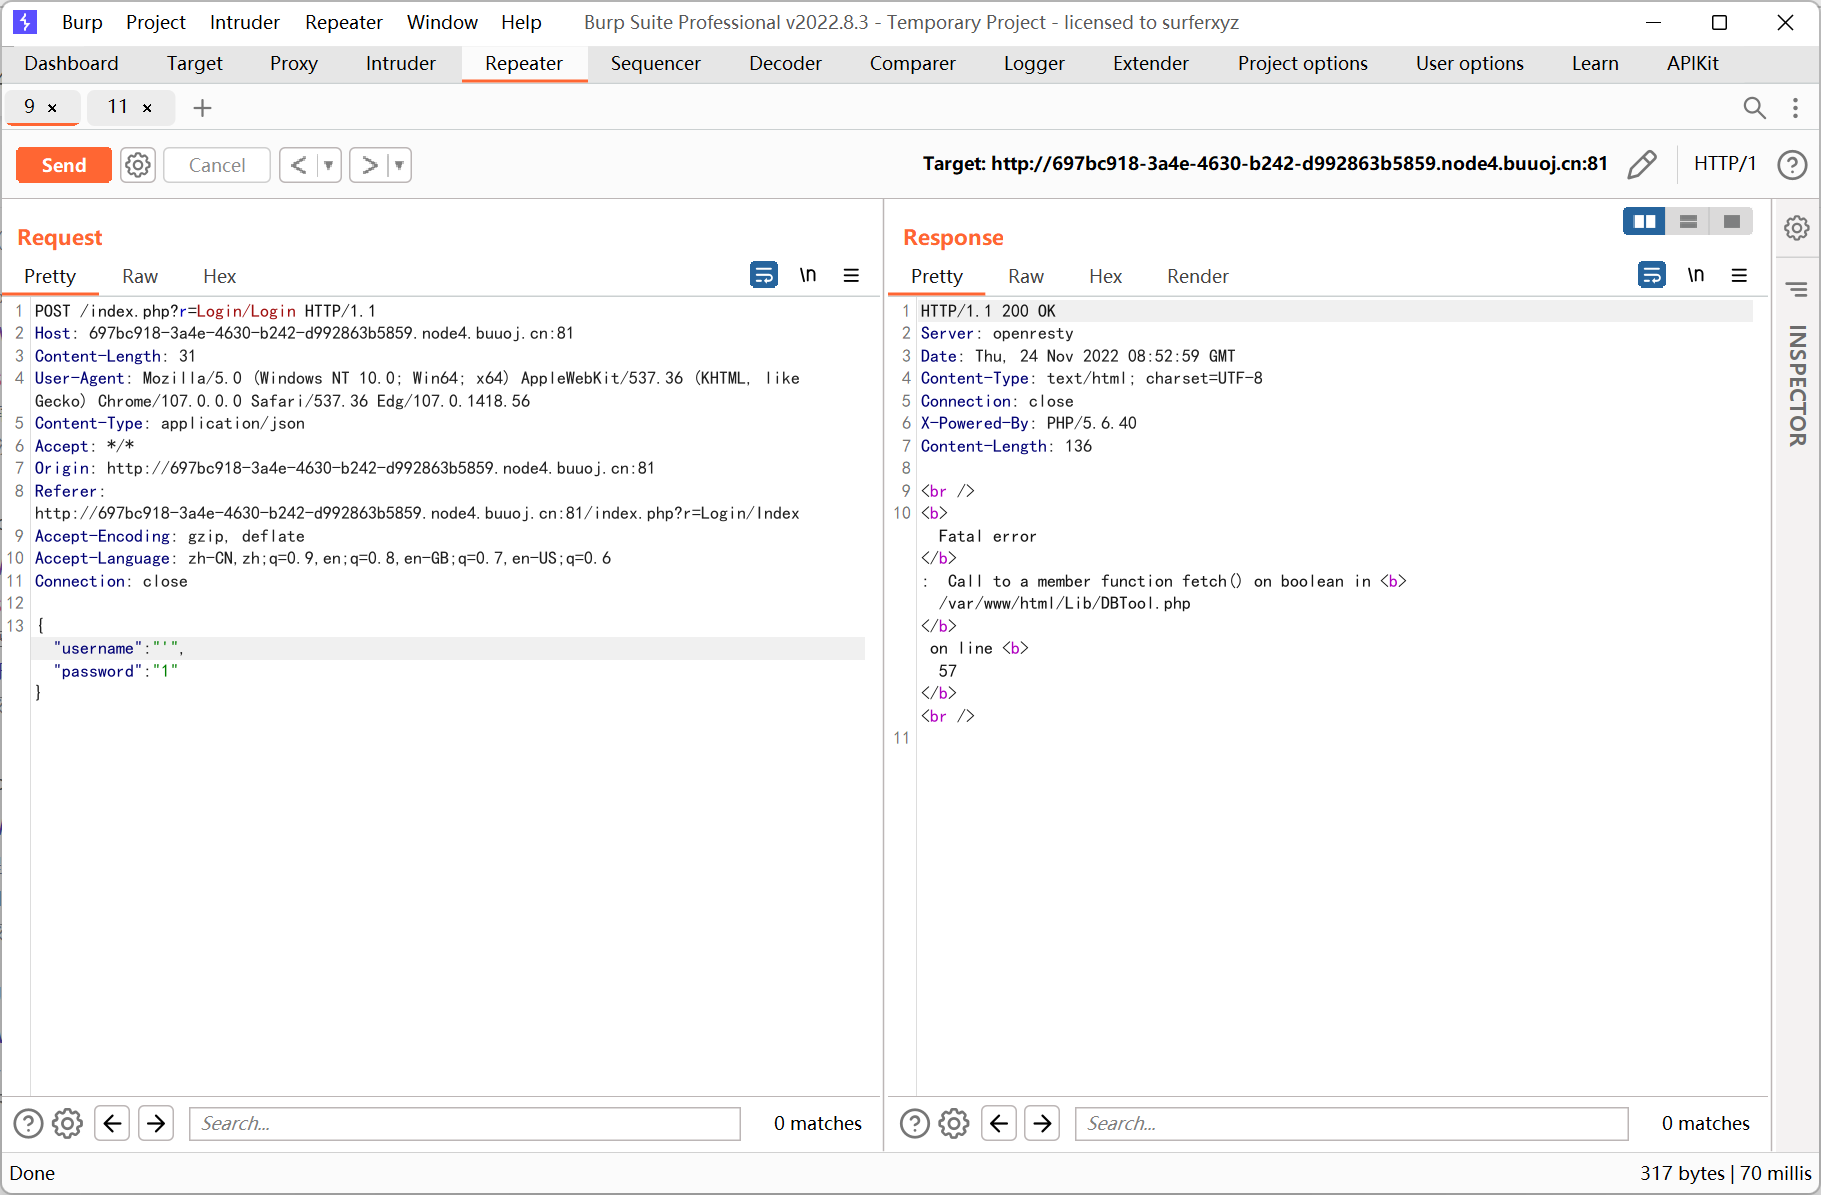 Burp Project Intruder Repeater Window Help Burp Suite Professional v2022.8.3 - Temporary Project - licensed to surferxyz
Dashboard Target Proxy Intruder Repeater Sequencer Decoder Comparer Logger Extender Project options User options Learn APIKit
9 × 11 × +
Send Cancel < > Target: http://697bc918-3a4e-4630-b242-d992863b5859.node4.buuoj.cn:81 HTTP/1 ?
Request
Pretty Raw Hex \n
1 POST /index.php?r=Login/Login HTTP/1.1
2 Host: 697bc918-3a4e-4630-b242-d992863b5859.node4.buuoj.cn:81
3 Content-Length: 31
4 User-Agent: Mozilla/5.0 (Windows NT 10.0; Win64; x64) AppleWebKit/537.36 (KHTML, like
Gecko) Chrome/107.0.0.0 Safari/537.36 Edg/107.0.1418.56
5 Content-Type: application/json
6 Accept: */*
7 Origin: http://697bc918-3a4e-4630-b242-d992863b5859.node4.buuoj.cn:81
8 Referer:
http://697bc918-3a4e-4630-b242-d992863b5859.node4.buuoj.cn:81/index.php?r=Login/Index
9 Accept-Encoding: gzip, deflate
10 Accept-Language: zh-CN,zh;q=0.9,en;q=0.8,en-GB;q=0.7,en-US;q=0.6
11 Connection: close
12
13 {
"username":"'",
"password":"1"
}
? Search... 0 matches
Response
Pretty Raw Hex Render \n
1 HTTP/1.1 200 OK
2 Server: openresty
3 Date: Thu, 24 Nov 2022 08:52:59 GMT
4 Content-Type: text/html; charset=UTF-8
5 Connection: close
6 X-Powered-By: PHP/5.6.40
7 Content-Length: 136
8
9 <br />
10 <b>
Fatal error
</b>
: Call to a member function fetch() on boolean in <b>
/var/www/html/Lib/DBTool.php
</b>
on line <b>
57
</b>
<br />
11
? Search... 0 matches
INSPECTOR
Done 317 bytes | 70 millis